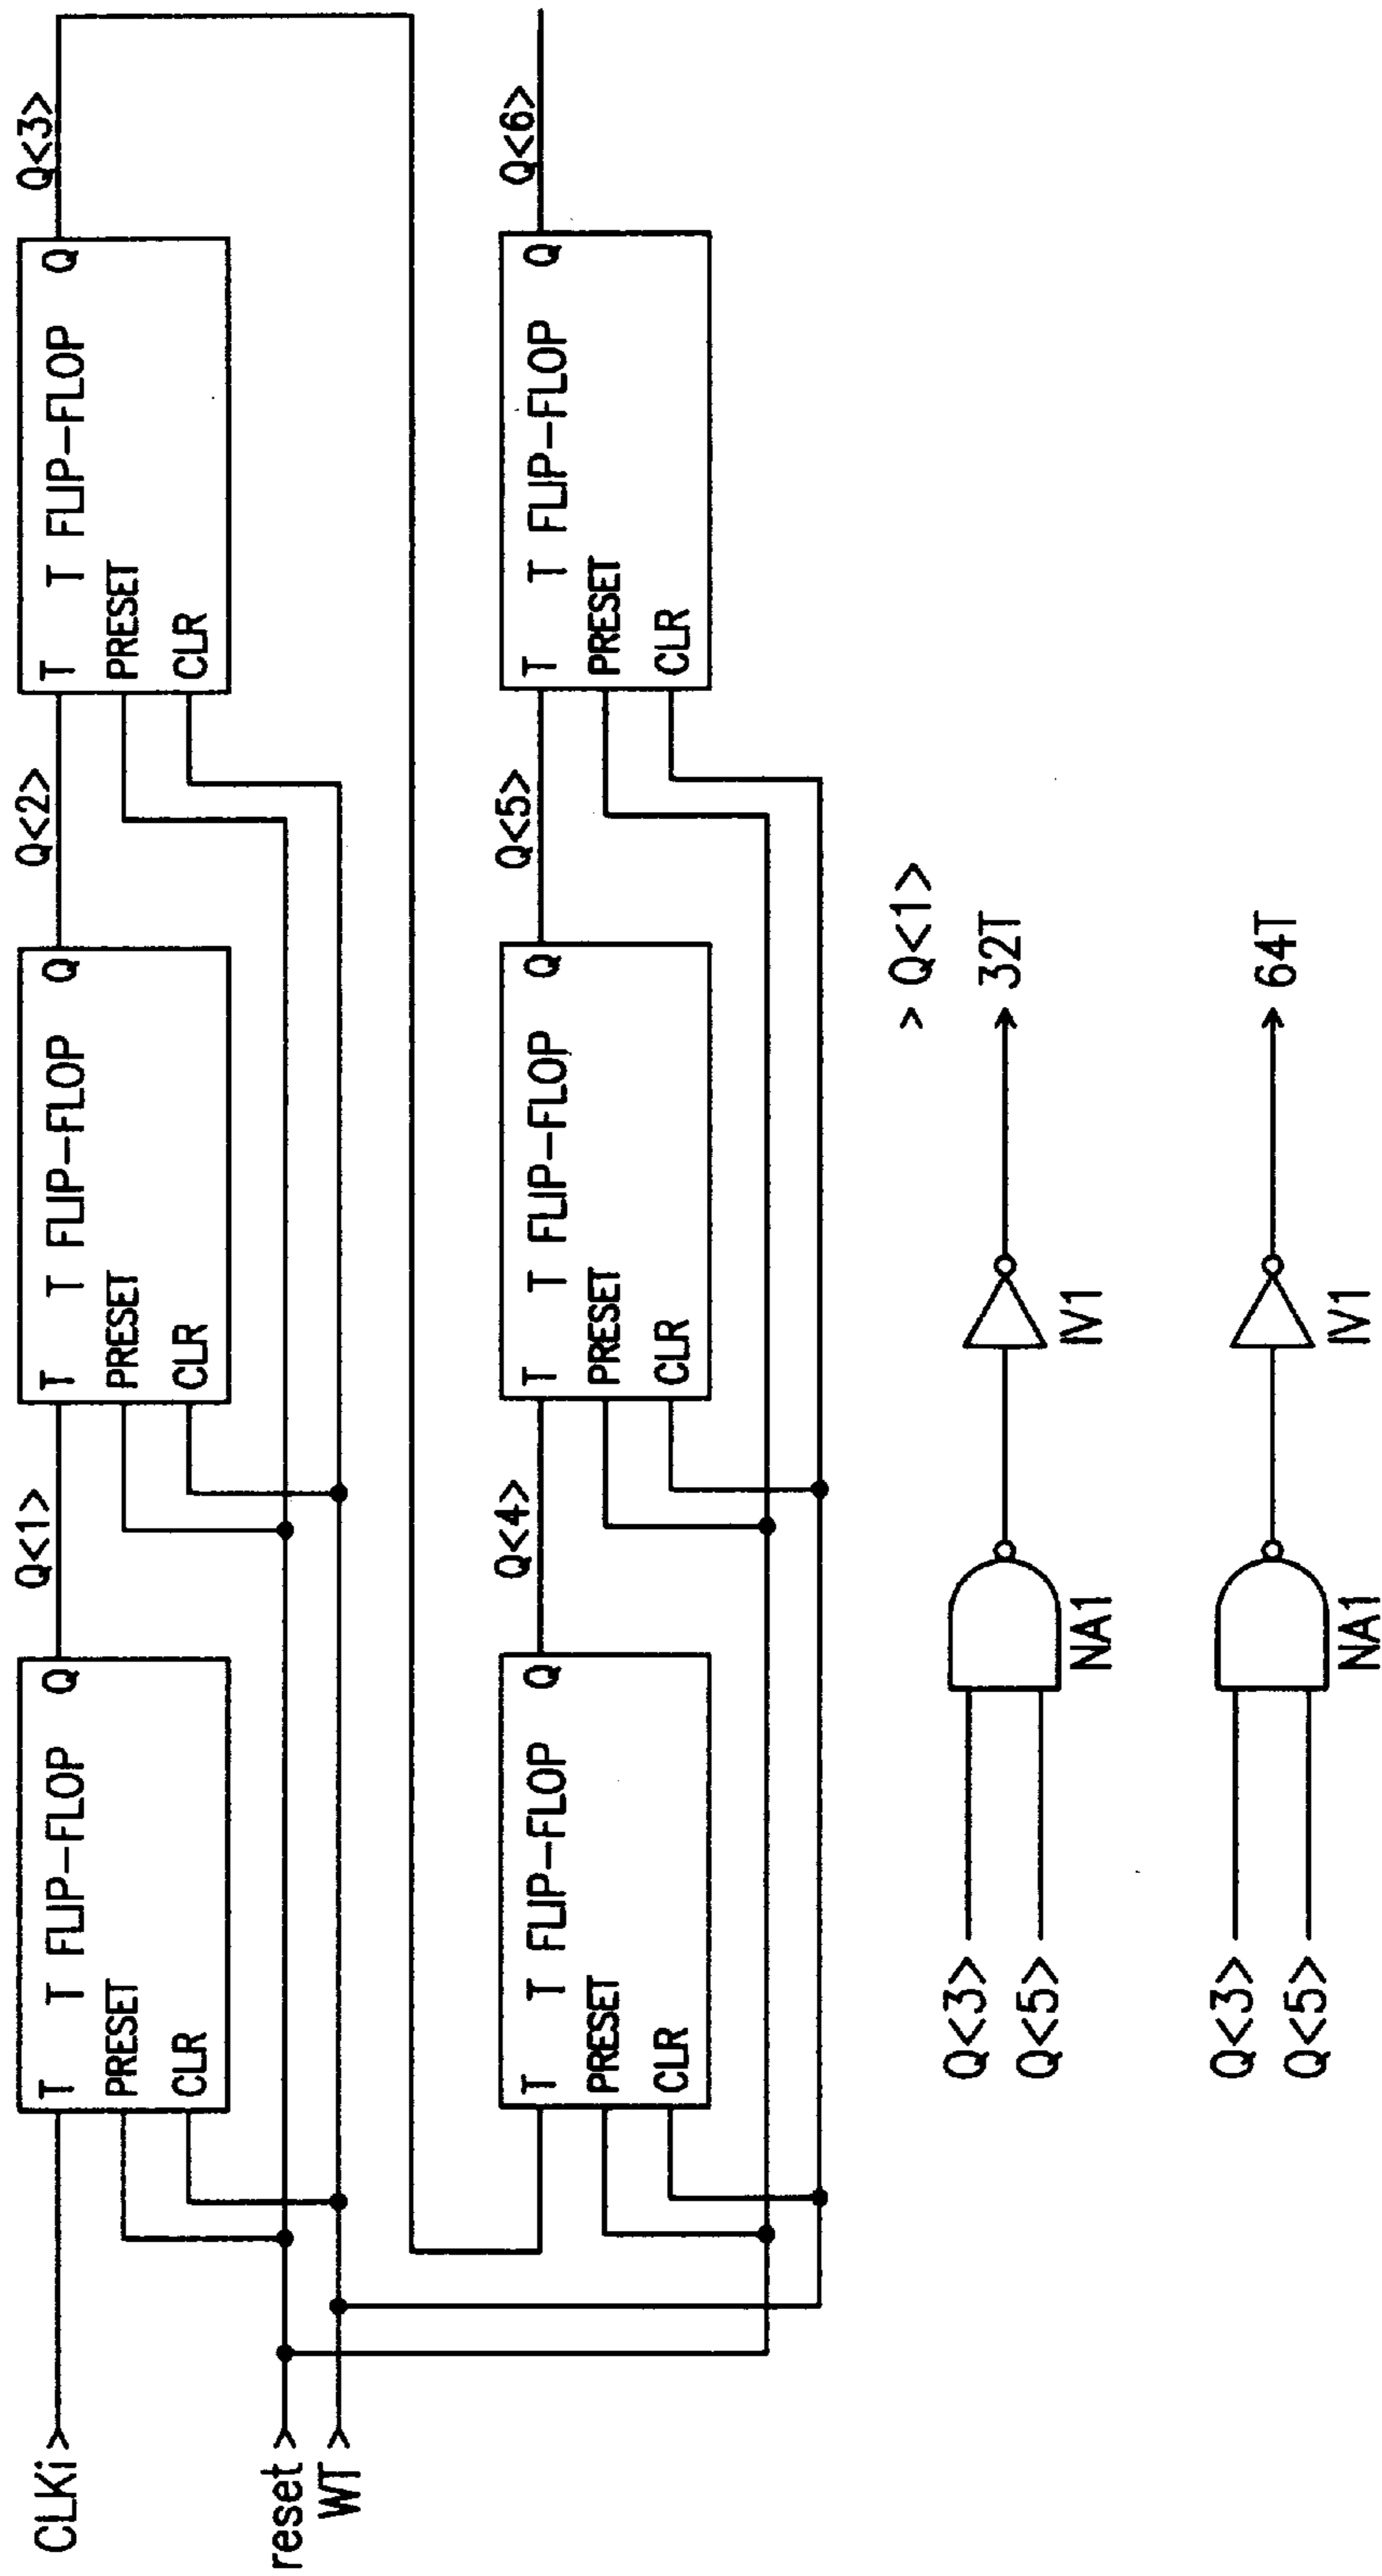 Q<1> Q<2> Q<3>
T T FLIP-FLOP Q
PRESET
CLR
T T FLIP-FLOP Q
PRESET
CLR
T T FLIP-FLOP Q
PRESET
CLR
CLKi >
reset >
WT >
Q<4> Q<5> Q<6>
T T FLIP-FLOP Q
PRESET
CLR
T T FLIP-FLOP Q
PRESET
CLR
T T FLIP-FLOP Q
PRESET
CLR
> Q<1>
Q<3>
Q<5>
NA1
IV1
32T
Q<3>
Q<5>
NA1
IV1
64T